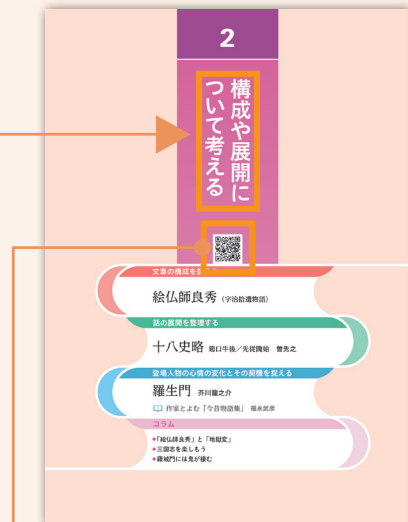 2
構成や展開に
ついて考える
文章の構成を
絵仏師良秀（宇治拾遺物語）
話の展開を整理する
十八史略 鶏口牛後／先従隗始 曽先之
登場人物の心情の変化とその契機を捉える
羅生門 芥川龍之介
作家とよむ「今昔物語集」 福永武彦
コラム
●「絵仏師良秀」と「地獄変」
●三国志を楽しもう
●羅城門には鬼が棲む